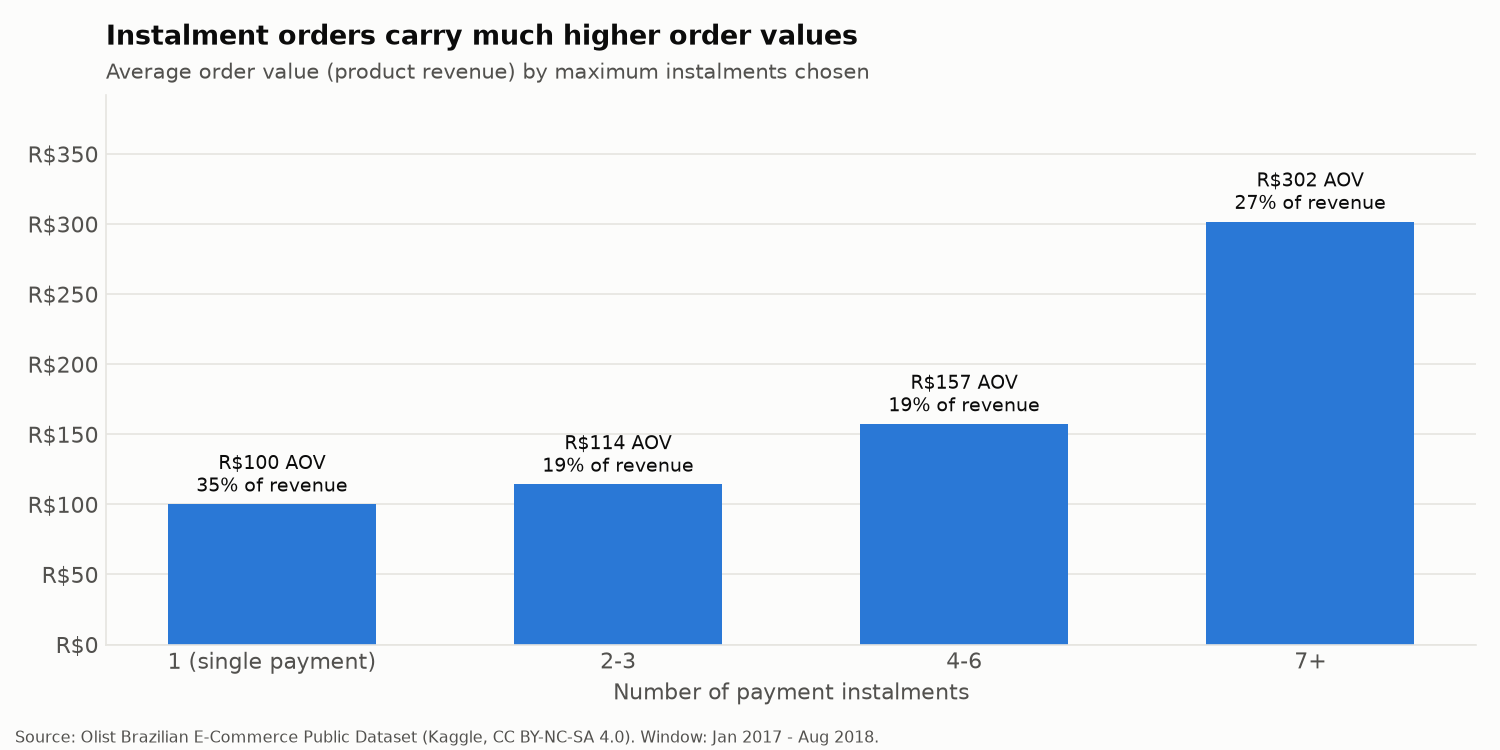 Instalment orders carry much higher order values
Average order value (product revenue) by maximum instalments chosen
R$350
R$300
R$250
R$200
R$150
R$100
R$50
R$0
R$100 AOV
35% of revenue
R$114 AOV
19% of revenue
R$157 AOV
19% of revenue
R$302 AOV
27% of revenue
1 (single payment)
2-3
4-6
7+
Number of payment instalments
Source: Olist Brazilian E-Commerce Public Dataset (Kaggle, CC BY-NC-SA 4.0). Window: Jan 2017 - Aug 2018.